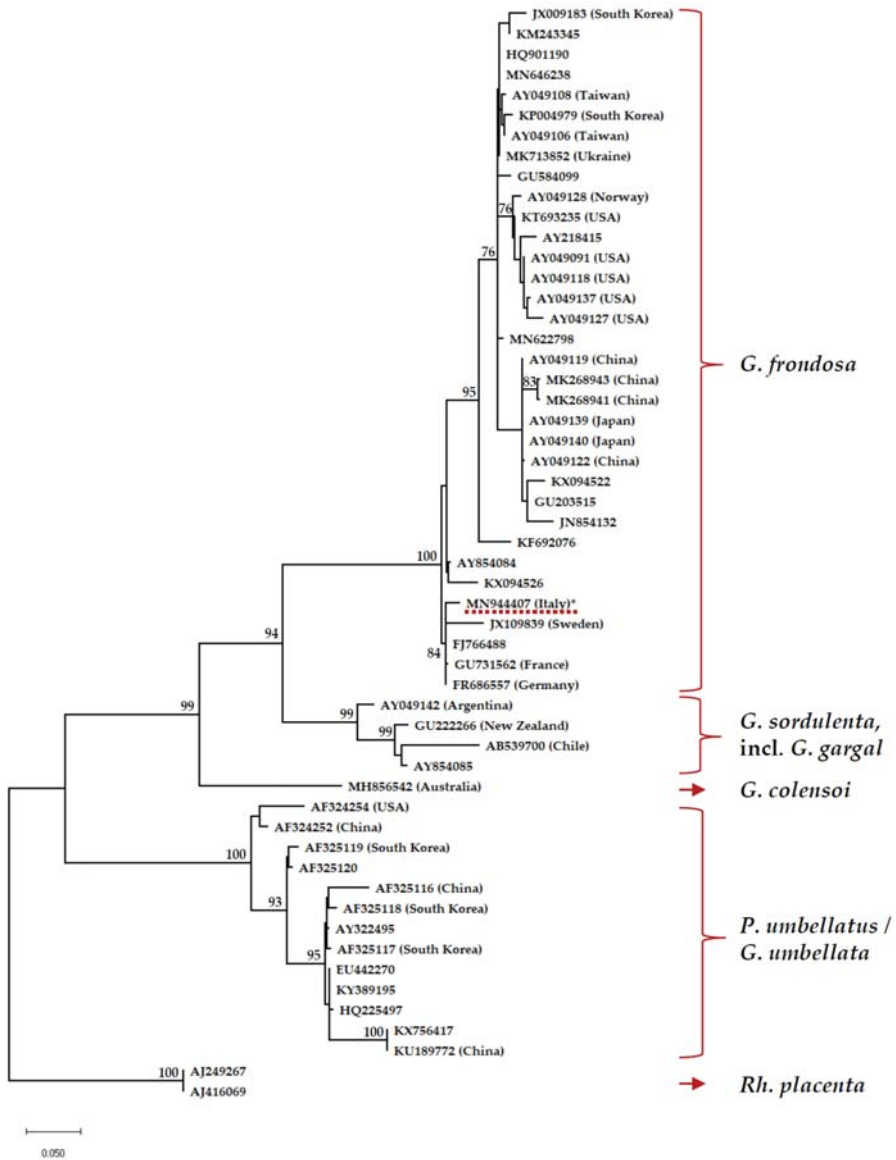 JX009183 (South Korea)
KM243345
HQ901190
MN646238
AY049108 (Taiwan)
KP004979 (South Korea)
AY049106 (Taiwan)
MK713852 (Ukraine)
GU584099
AY049128 (Norway)
76
KT693235 (USA)
AY218415
76
AY049091 (USA)
AY049118 (USA)
AY049137 (USA)
AY049127 (USA)
MN622798
AY049119 (China)
G. frondosa
83
MK268943 (China)
95
MK268941 (China)
AY049139 (Japan)
AY049140 (Japan)
AY049122 (China)
KX094522
GU203515
JN854132
KF692076
100
AY854084
KX094526
MN944407 (Italy)*
JX109839 (Sweden)
94
FJ766488
84
GU731562 (France)
FR686557 (Germany)
99
AY049142 (Argentina)
99
GU222266 (New Zealand)
99
AB539700 (Chile)
AY854085
G. sordulenta,
incl. G. gargal
MH856542 (Australia)
G. colensoi
AF324254 (USA)
AF324252 (China)
100
AF325119 (South Korea)
AF325120
AF325116 (China)
93
AF325118 (South Korea)
AY322495
AF325117 (South Korea)
95
EU442270
KY389195
HQ225497
P. umbellatus /
G. umbellata
100
KX756417
KU189772 (China)
100
AJ249267
AJ416069
Rh. placenta
0.050